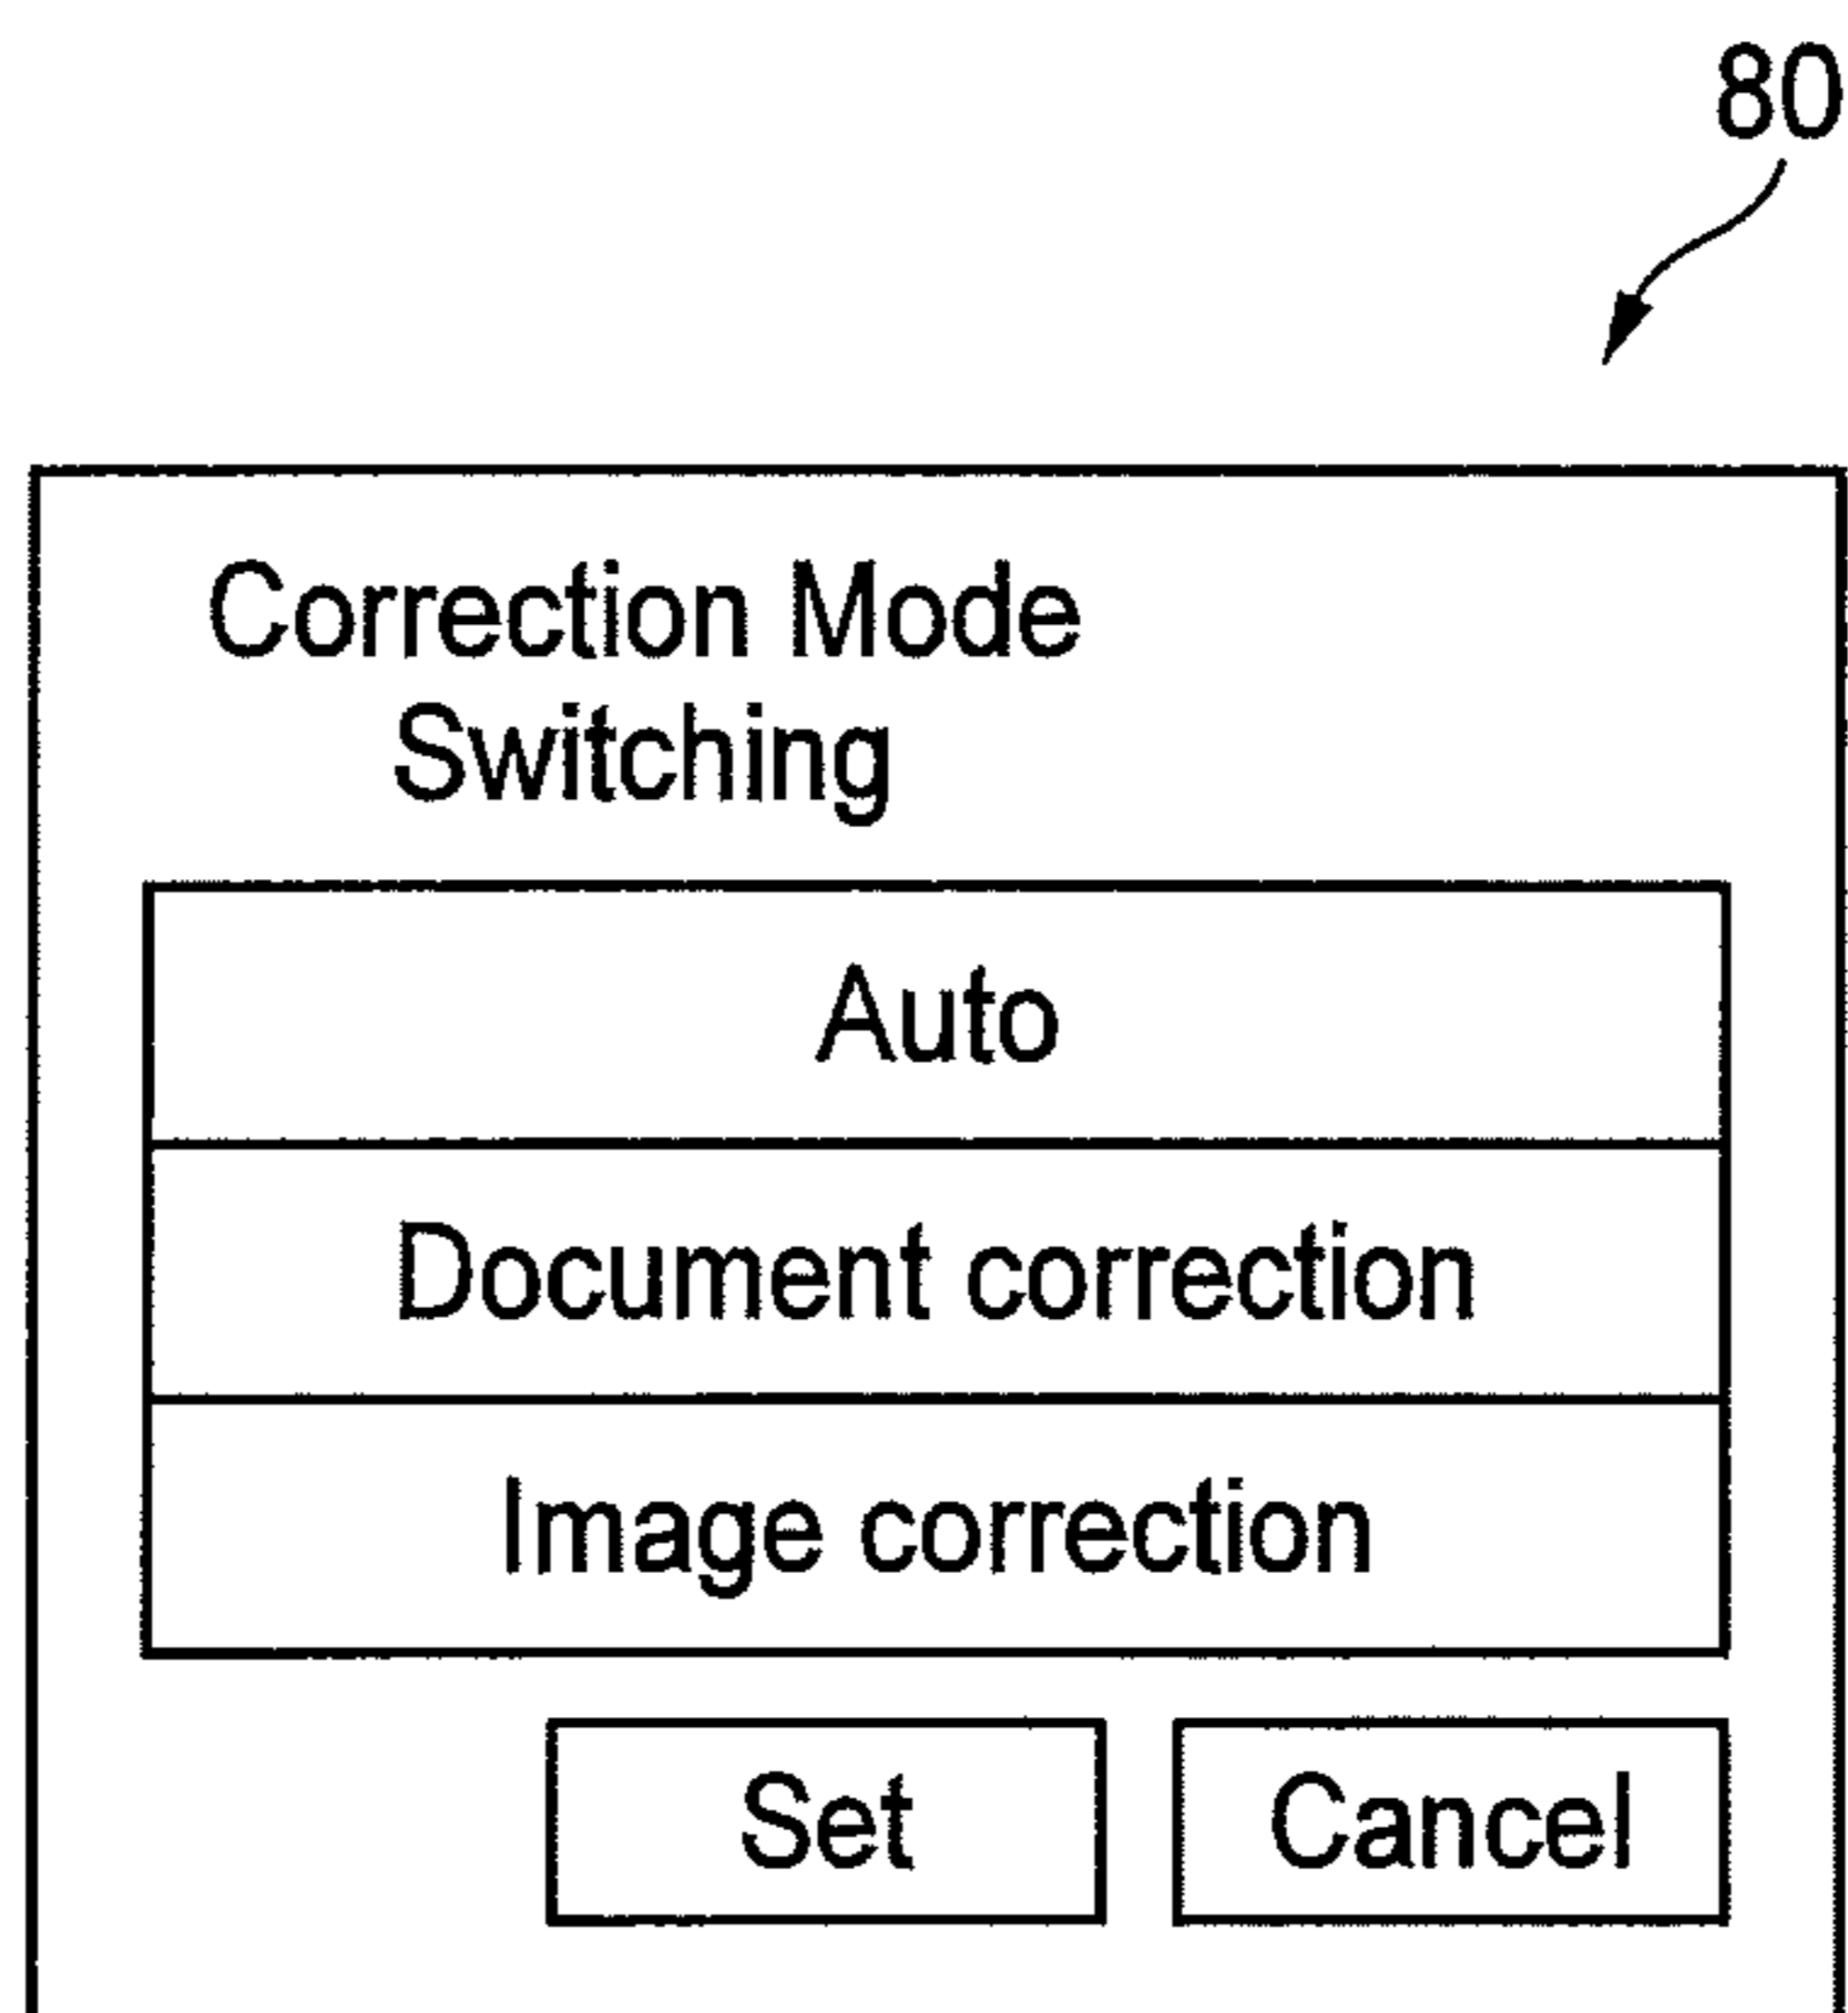 80
Correction Mode
Switching
Auto
Document correction
Image correction
Set
Cancel